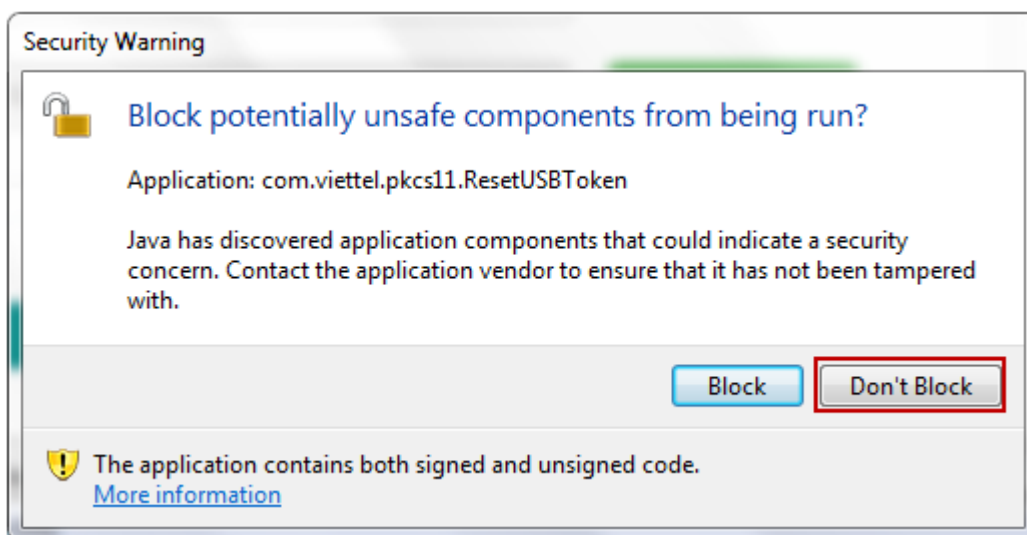 Security Warning
Block potentially unsafe components from being run?
Application: com.viettel.pkcs11.ResetUSBToken
Java has discovered application components that could indicate a security
concern. Contact the application vendor to ensure that it has not been tampered
with.
Block
Don't Block
The application contains both signed and unsigned code.
More information